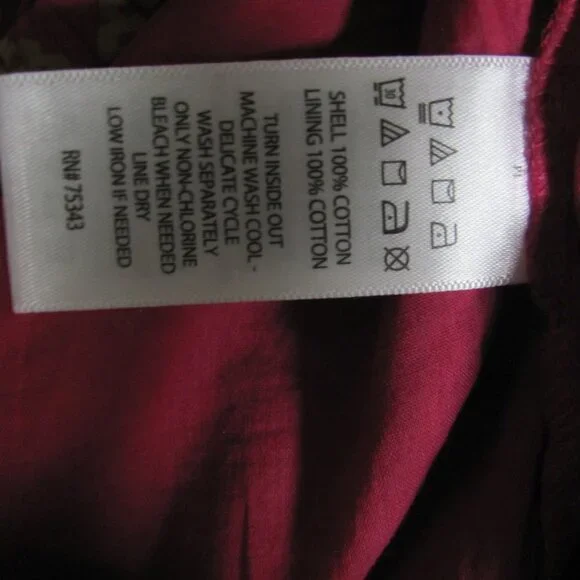 30
SHELL 100% COTTON
LINING 100% COTTON
TURN INSIDE OUT
MACHINE WASH COOL -
DELICATE CYCLE
WASH SEPARATELY
ONLY NON-CHLORINE
BLEACH WHEN NEEDED
LINE DRY
LOW IRON IF NEEDED
RN# 75343